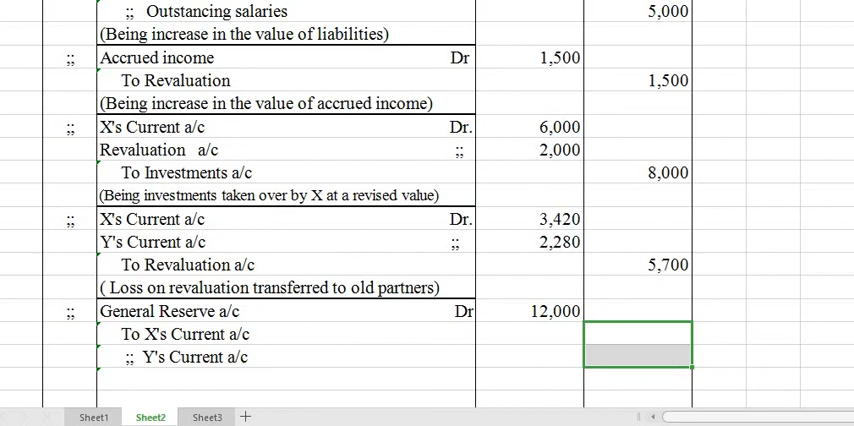 ;; Outstancing salaries 5,000
(Being increase in the value of liabilities)
;; Accrued income Dr 1,500
To Revaluation 1,500
(Being increase in the value of accrued income)
;; X's Current a/c Dr. 6,000
Revaluation a/c ;; 2,000
To Investments a/c 8,000
(Being investments taken over by X at a revised value)
;; X's Current a/c Dr. 3,420
Y's Current a/c ;; 2,280
To Revaluation a/c 5,700
( Loss on revaluation transferred to old partners)
;; General Reserve a/c Dr 12,000
To X's Current a/c
;; Y's Current a/c
Sheet1 Sheet2 Sheet3 +